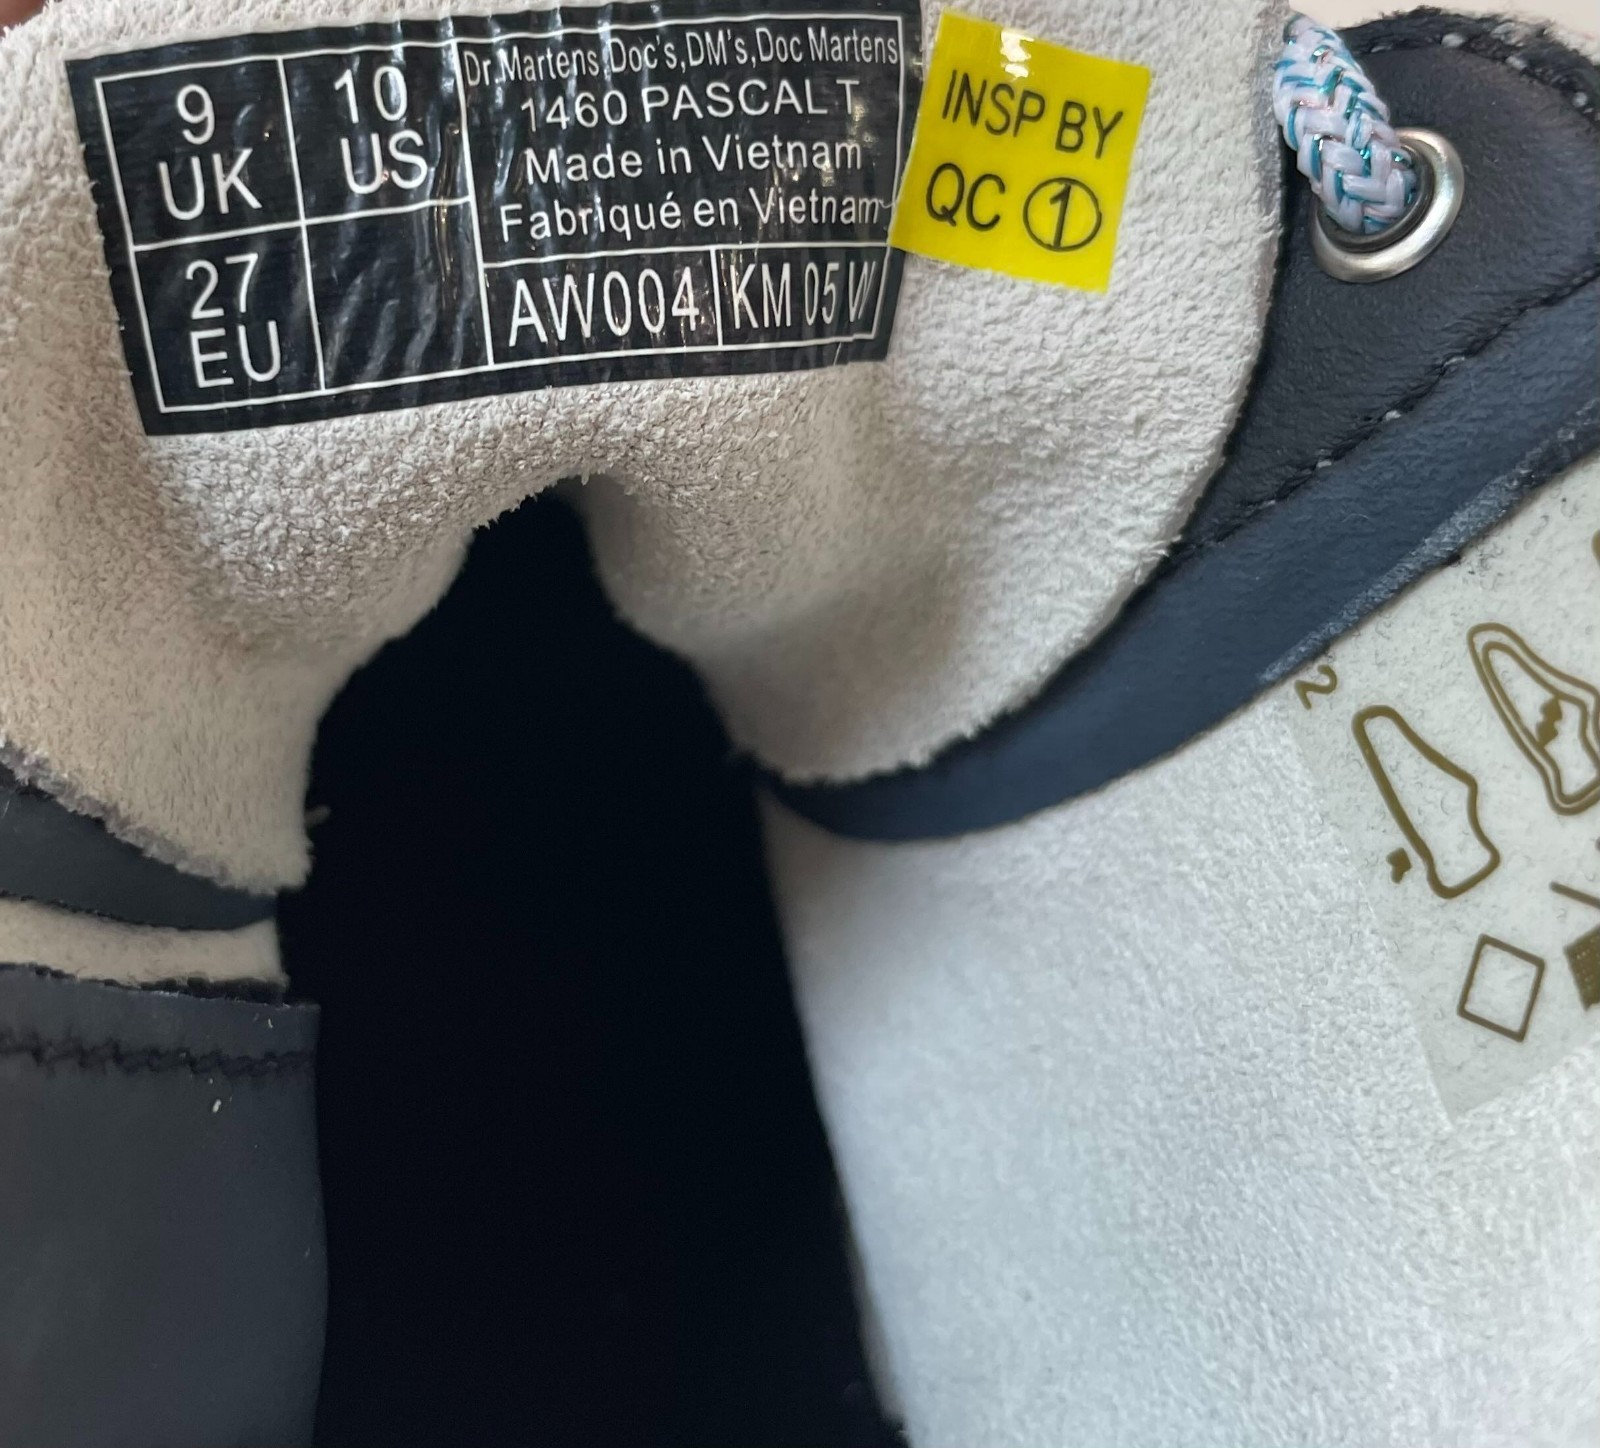 9
UK
10
US
27
EU
Dr.Martens,Doc's,DM's,Doc Martens
1460 PASCAL T
Made in Vietnam
Fabriqué en Vietnam
AW004
KM 05 W
INSP BY
QC 1
2